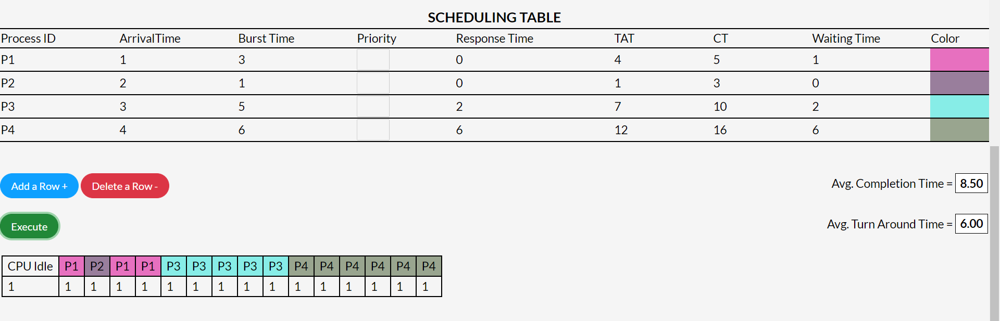 SCHEDULING TABLE
Process ID ArrivalTime Burst Time Priority Response Time TAT CT Waiting Time Color
P1 1 3 0 4 5 1
P2 2 1 0 1 3 0
P3 3 5 2 7 10 2
P4 4 6 6 12 16 6
Add a Row + Delete a Row - Avg. Completion Time = 8.50
Execute Avg. Turn Around Time = 6.00
CPU Idle P1 P2 P1 P1 P3 P3 P3 P3 P3 P4 P4 P4 P4 P4 P4
1 1 1 1 1 1 1 1 1 1 1 1 1 1 1 1